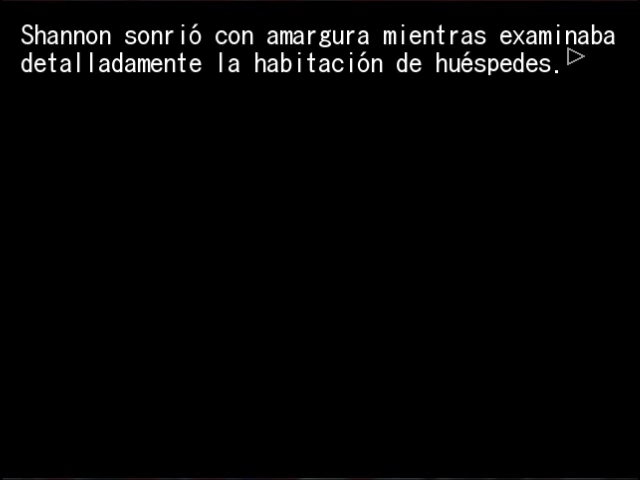 Shannon sonrió con amargura mientras examinaba
detalladamente la habitación de huéspedes.